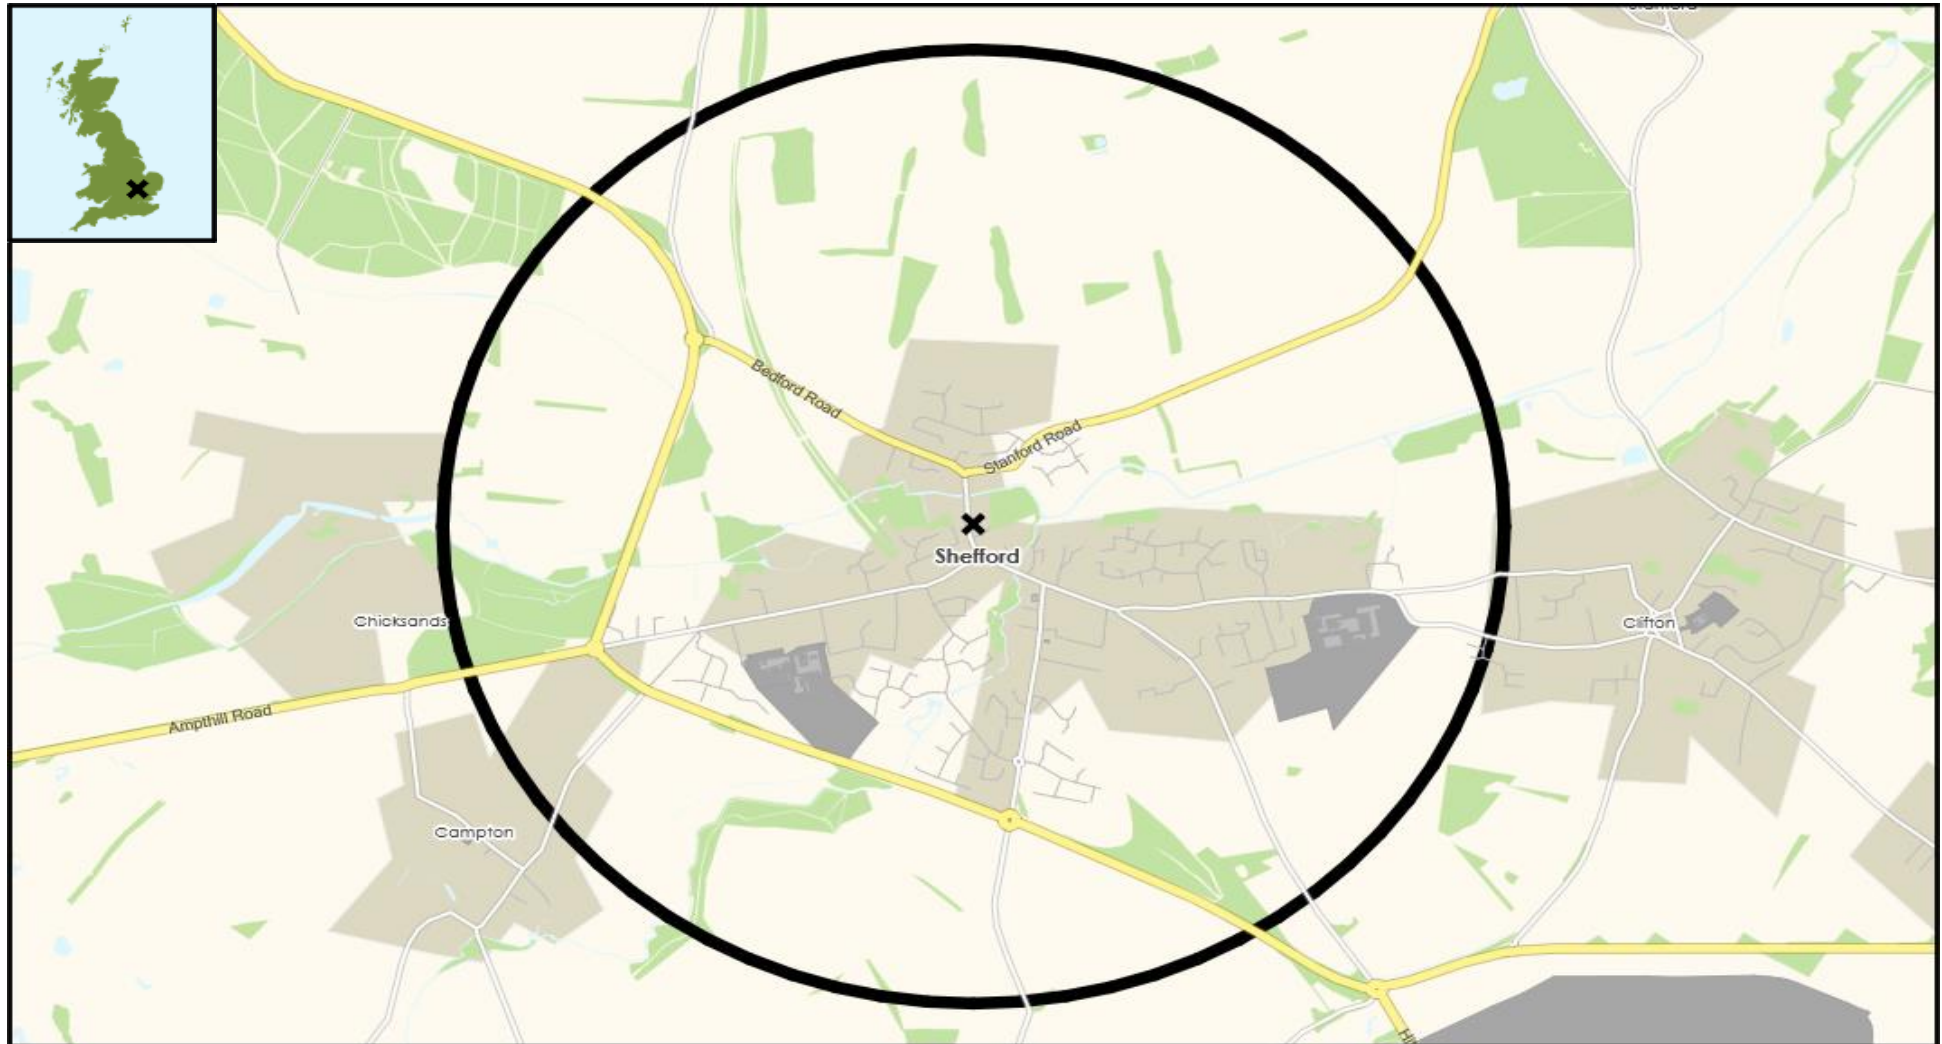 Bedford Road
Stanford Road
Shefford
Chicksands
Clifton
Ampthill Road
Campton